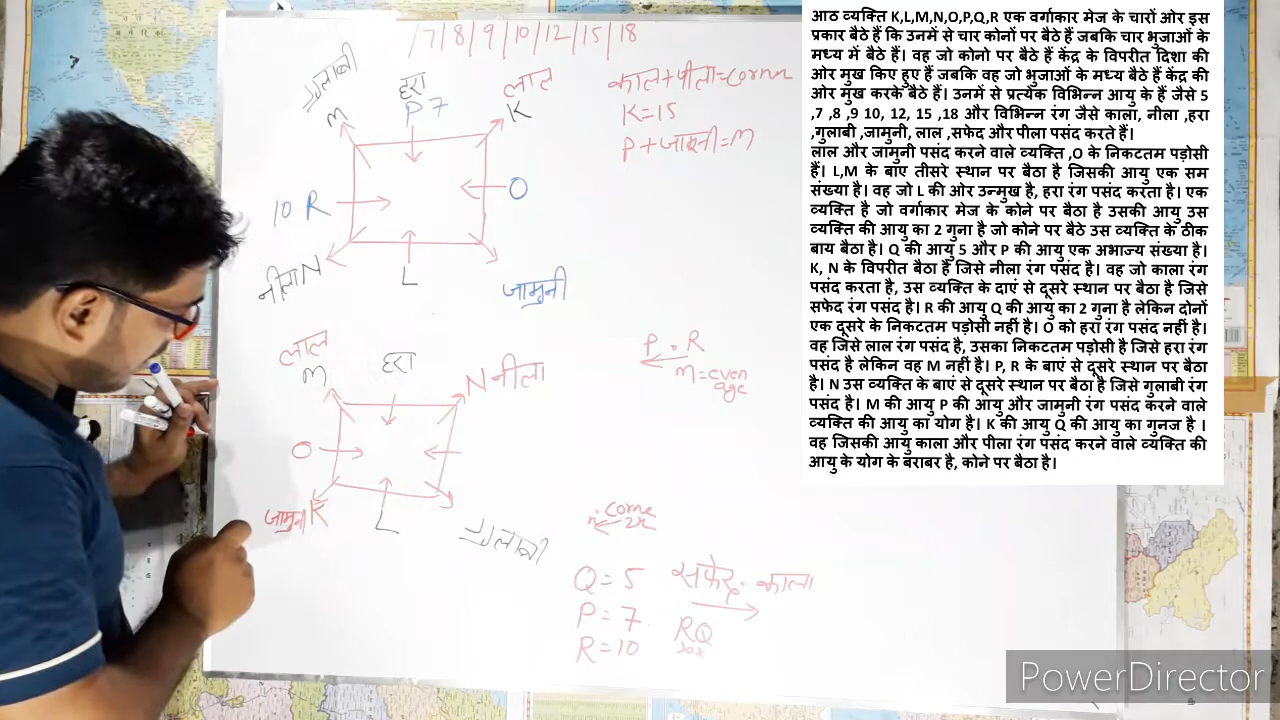 आठ व्यक्ति K,L,M,N,O,P,Q,R एक वर्गाकार मेज के चारों ओर इस
प्रकार बैठे हैं कि उनमें से चार कोनों पर बैठे हैं जबकि चार भुजाओं के
मध्य में बैठे हैं। वह जो कोनो पर बैठे हैं केंद्र के विपरीत दिशा की
ओर मुख किए हुए हैं जबकि वह जो भुजाओं के मध्य बैठे हैं केंद्र की
ओर मुख करके बैठे हैं। उनमें से प्रत्येक विभिन्न आयु के हैं जैसे 5
,7 ,8 ,9 10, 12, 15 ,18 और विभिन्न रंग जैसे काला, नीला ,हरा
,गुलाबी ,जामुनी, लाल ,सफेद और पीला पसंद करते हैं।
लाल और जामुनी पसंद करने वाले व्यक्ति ,O के निकटतम पड़ोसी
हैं। L,M के बाएं तीसरे स्थान पर बैठा है जिसकी आयु एक सम
संख्या है। वह जो L की ओर उन्मुख है, हरा रंग पसंद करता है। एक
व्यक्ति है जो वर्गाकार मेज के कोने पर बैठा है उसकी आयु उस
व्यक्ति की आयु का 2 गुना है जो कोने पर बैठे उस व्यक्ति के ठीक
बाय बैठा है। Q की आयु 5 और P की आयु एक अभाज्य संख्या है।
K, N के विपरीत बैठा है जिसे नीला रंग पसंद है। वह जो काला रंग
पसंद करता है, उस व्यक्ति के दाएं से दूसरे स्थान पर बैठा है जिसे
सफेद रंग पसंद है। R की आयु Q की आयु का 2 गुना है लेकिन दोनों
एक दूसरे के निकटतम पड़ोसी नहीं है। O को हरा रंग पसंद नहीं है।
वह जिसे लाल रंग पसंद है, उसका निकटतम पड़ोसी है जिसे हरा रंग
पसंद है लेकिन वह M नहीं है। P, R के बाएं से दूसरे स्थान पर बैठा
है। N उस व्यक्ति के बाएं से दूसरे स्थान पर बैठा है जिसे गुलाबी रंग
पसंद है। M की आयु P की आयु और जामुनी रंग पसंद करने वाले
व्यक्ति की आयु का योग है। K की आयु Q की आयु का गुनज है ।
वह जिसकी आयु काला और पीला रंग पसंद करने वाले व्यक्ति की
आयु के योग के बराबर है, कोने पर बैठा है।
/7/8/9/10/12/15/18
गुलाबी हरा लाल
M P 7 K
O
10 R
नीला N L जामुनी
काल+पीला=corner
K=15
P+जामुनी=M
लाल हरा
M N नीला
O
जामुनी K L गुलाबी
P . R
M=even
age
corne
x 2x
Q=5 सफेद . काला
P=7
R=10 RQ
PowerDirector